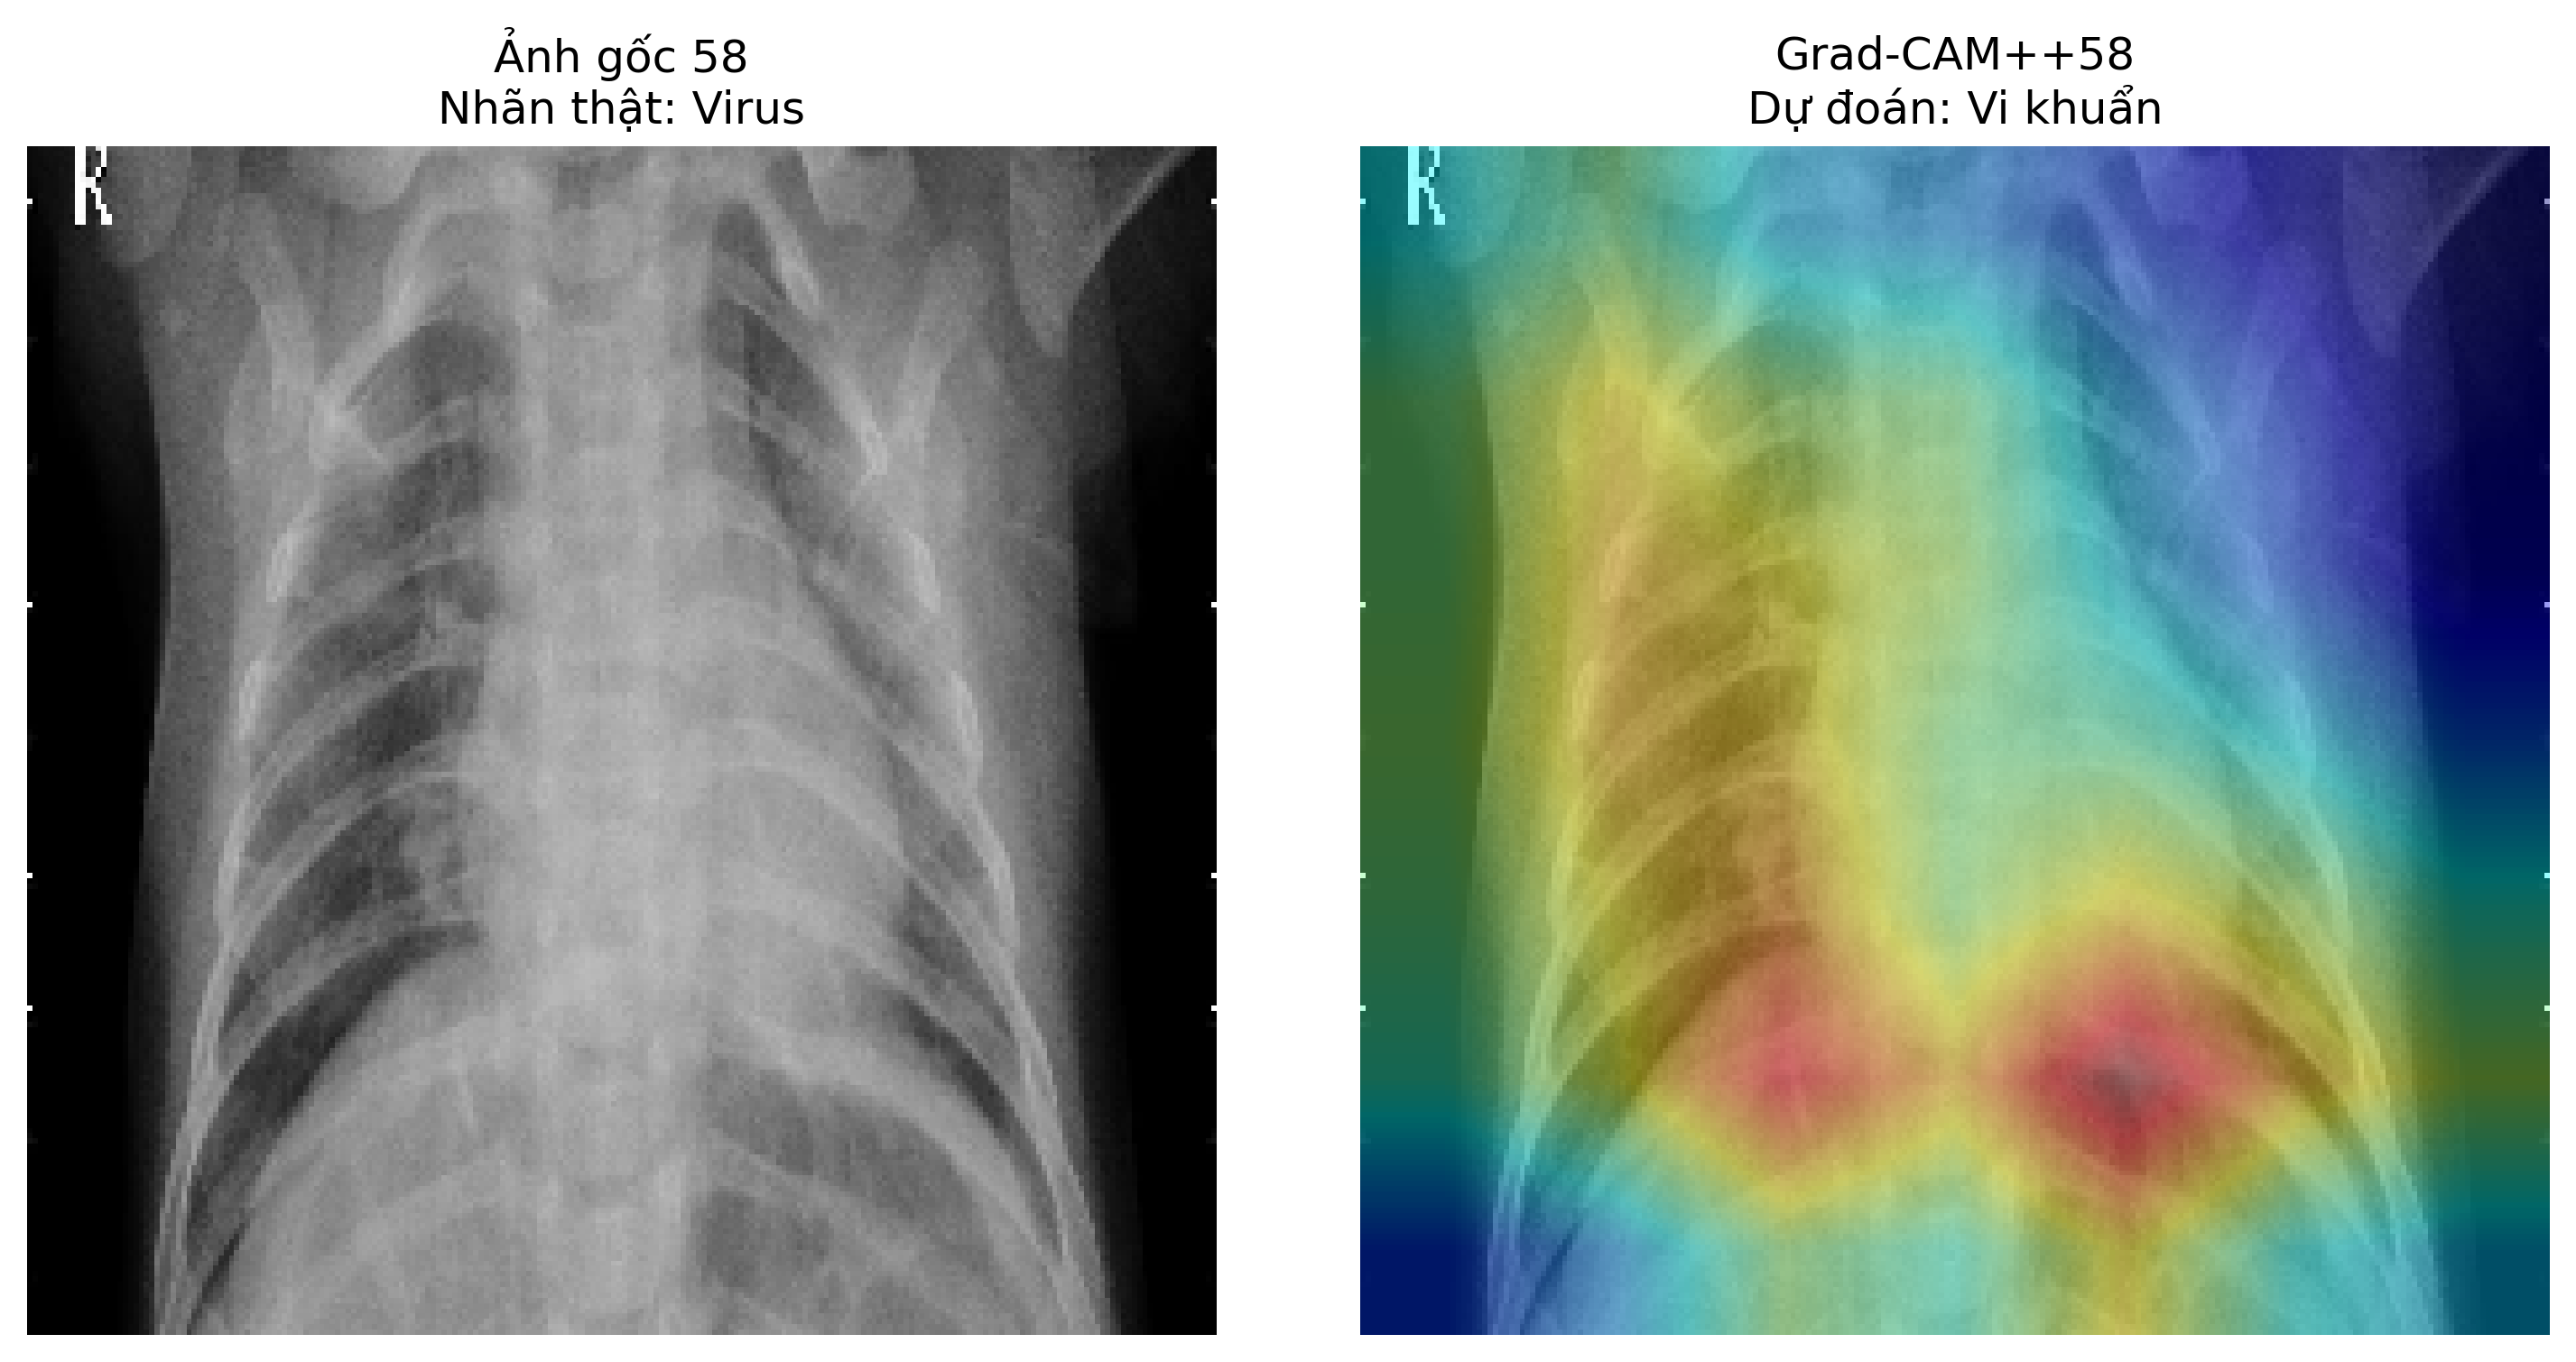 Ảnh gốc 58
Nhãn thật: Virus
Grad-CAM++58
Dự đoán: Vi khuẩn
R
R